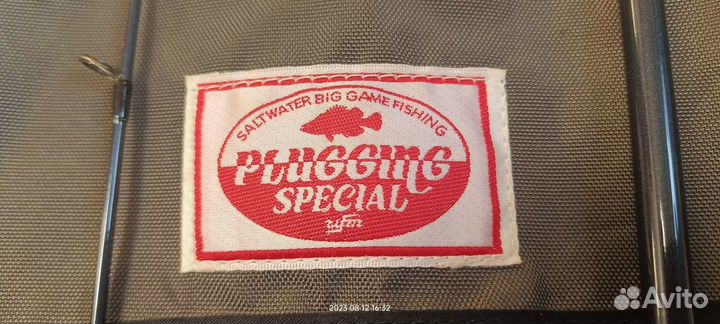 SALTWATER BIG GAME FISHING
PLUGGING
SPECIAL
2023·08·12 16:32
Avito